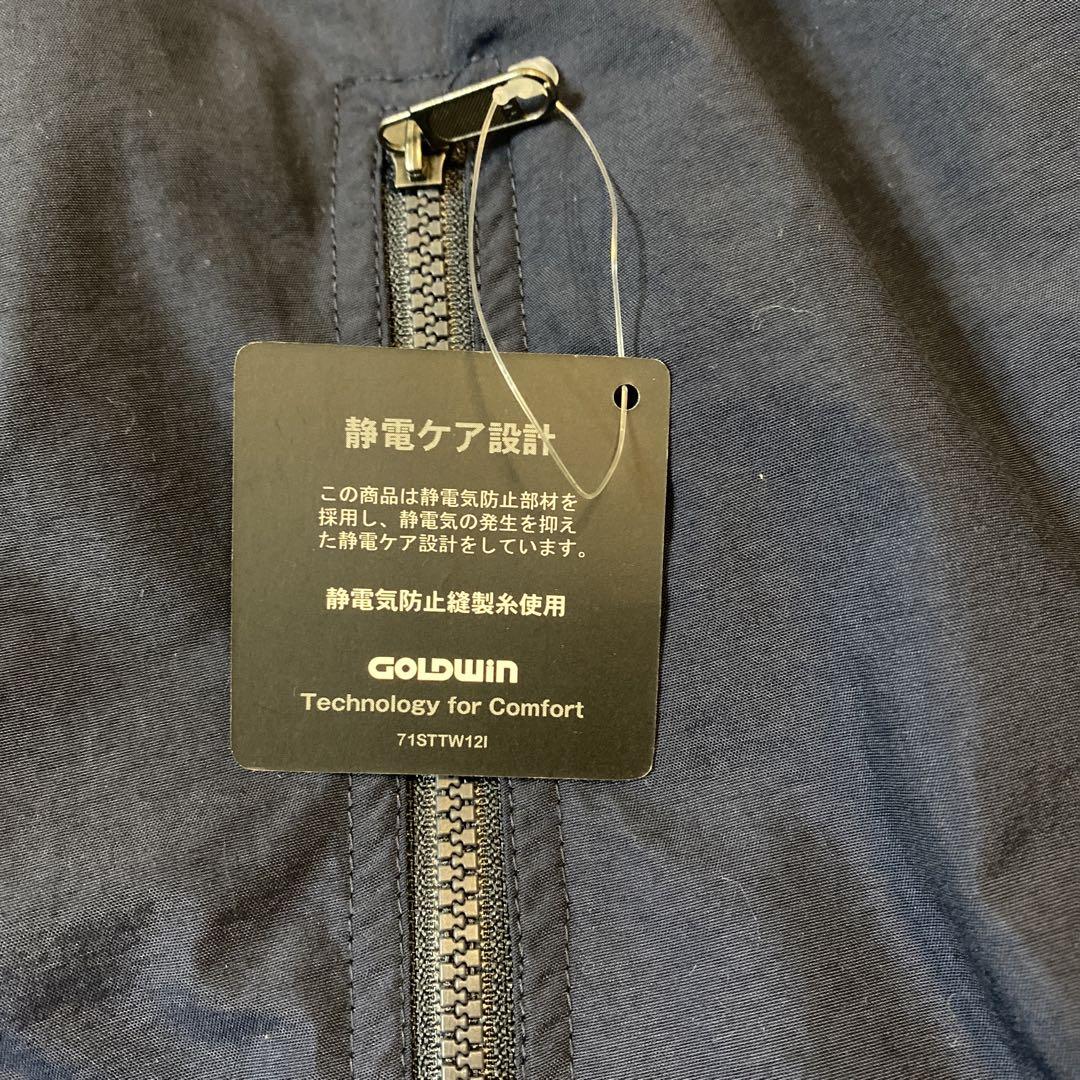 静電ケア設計
この商品は静電気防止部材を
採用し、静電気の発生を抑え
た静電ケア設計をしています。
静電気防止縫製糸使用
GOLDWIN
Technology for Comfort
71STTW12I